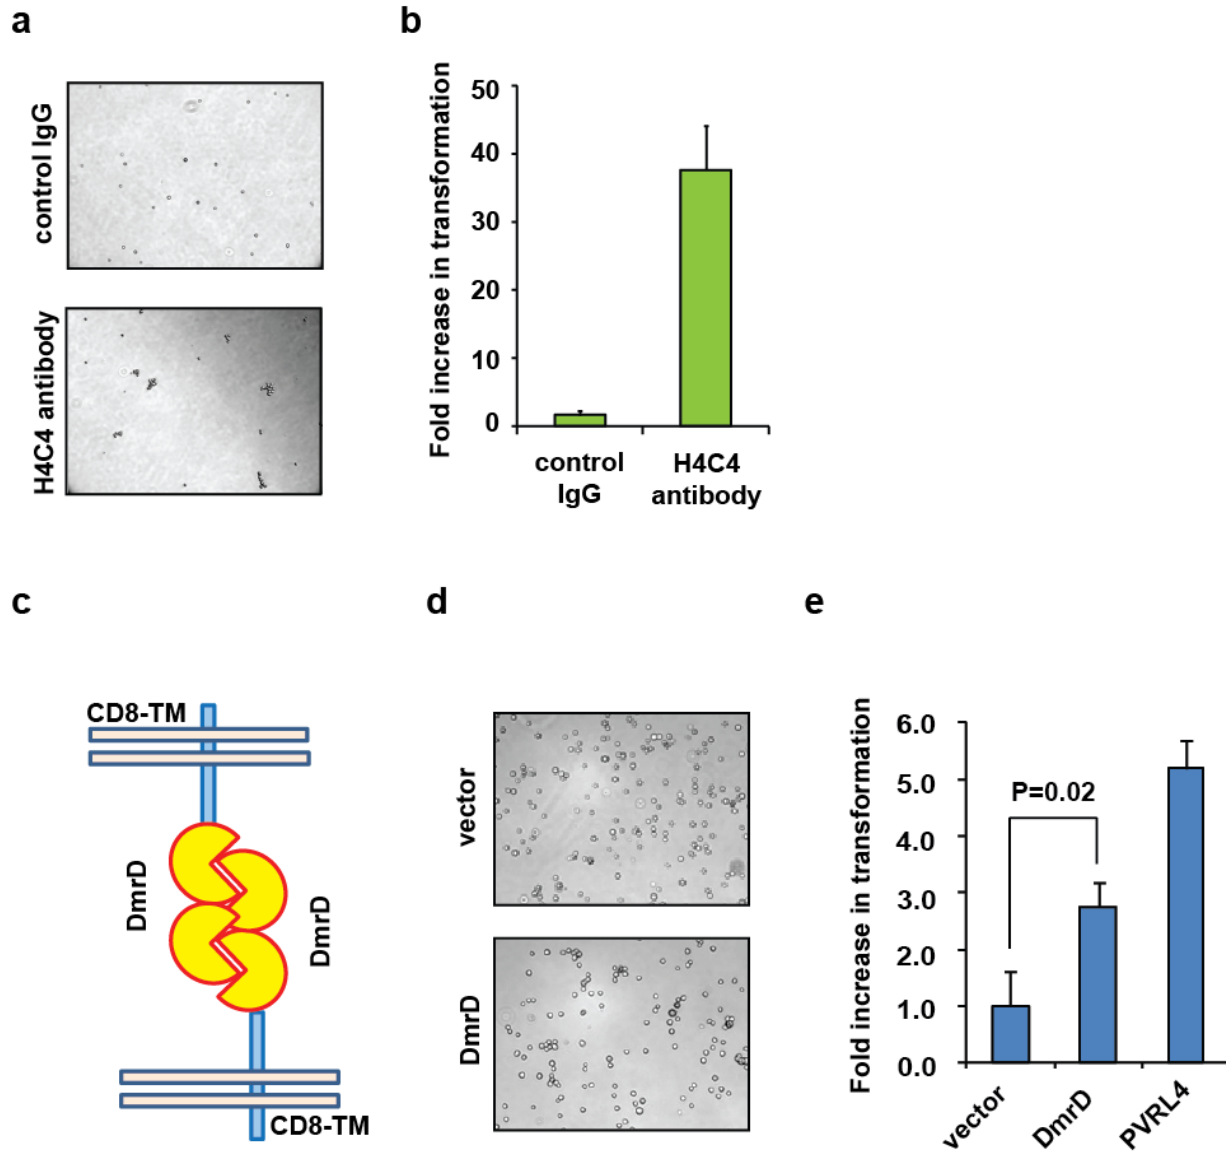 a
control IgG
H4C4 antibody
b
Fold increase in transformation
50
40
30
20
10
0
control
IgG
H4C4
antibody
c
CD8-TM
DmrD
DmrD
CD8-TM
d
vector
DmrD
e
Fold increase in transformation
6.0
5.0
4.0
3.0
2.0
1.0
0.0
P=0.02
vector
DmrD
PVRL4